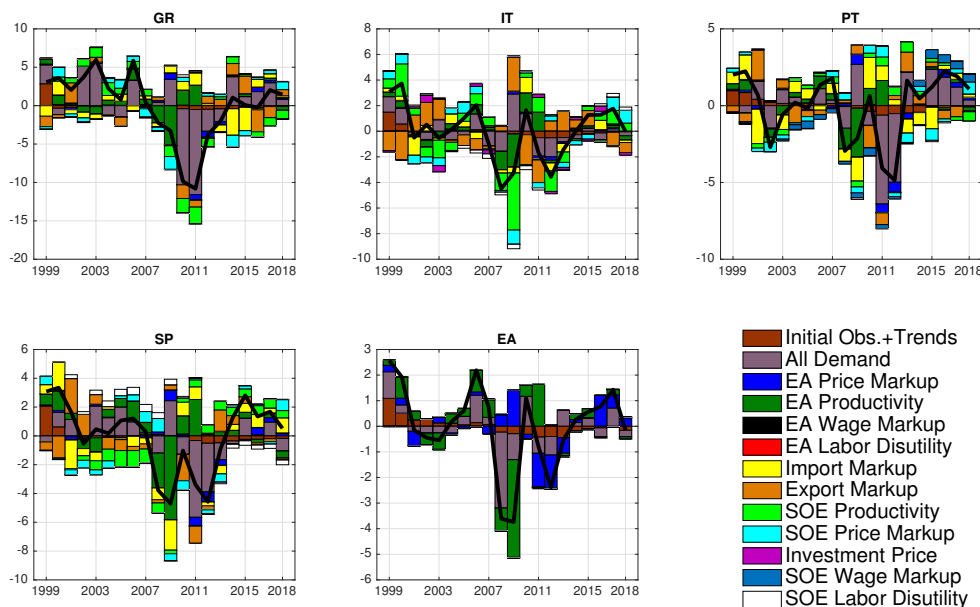 GR
10
5
0
-5
-10
-15
-20
1999 2003 2007 2011 2015 2018
IT
8
6
4
2
0
-2
-4
-6
-8
-10
1999 2003 2007 2011 2015 2018
PT
5
0
-5
-10
1999 2003 2007 2011 2015 2018
SP
6
4
2
0
-2
-4
-6
-8
-10
1999 2003 2007 2011 2015 2018
EA
3
2
1
0
-1
-2
-3
-4
-5
-6
1999 2003 2007 2011 2015 2018
Initial Obs.+Trends
All Demand
EA Price Markup
EA Productivity
EA Wage Markup
EA Labor Disutility
Import Markup
Export Markup
SOE Productivity
SOE Price Markup
Investment Price
SOE Wage Markup
SOE Labor Disutility